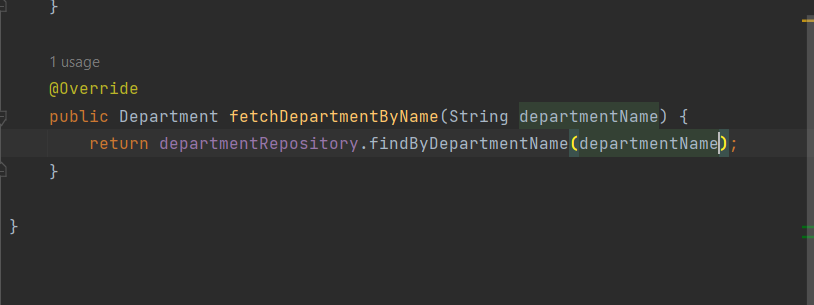 }
1 usage
@Override
public Department fetchDepartmentByName(String departmentName) {
return departmentRepository.findByDepartmentName(departmentName);
}
}